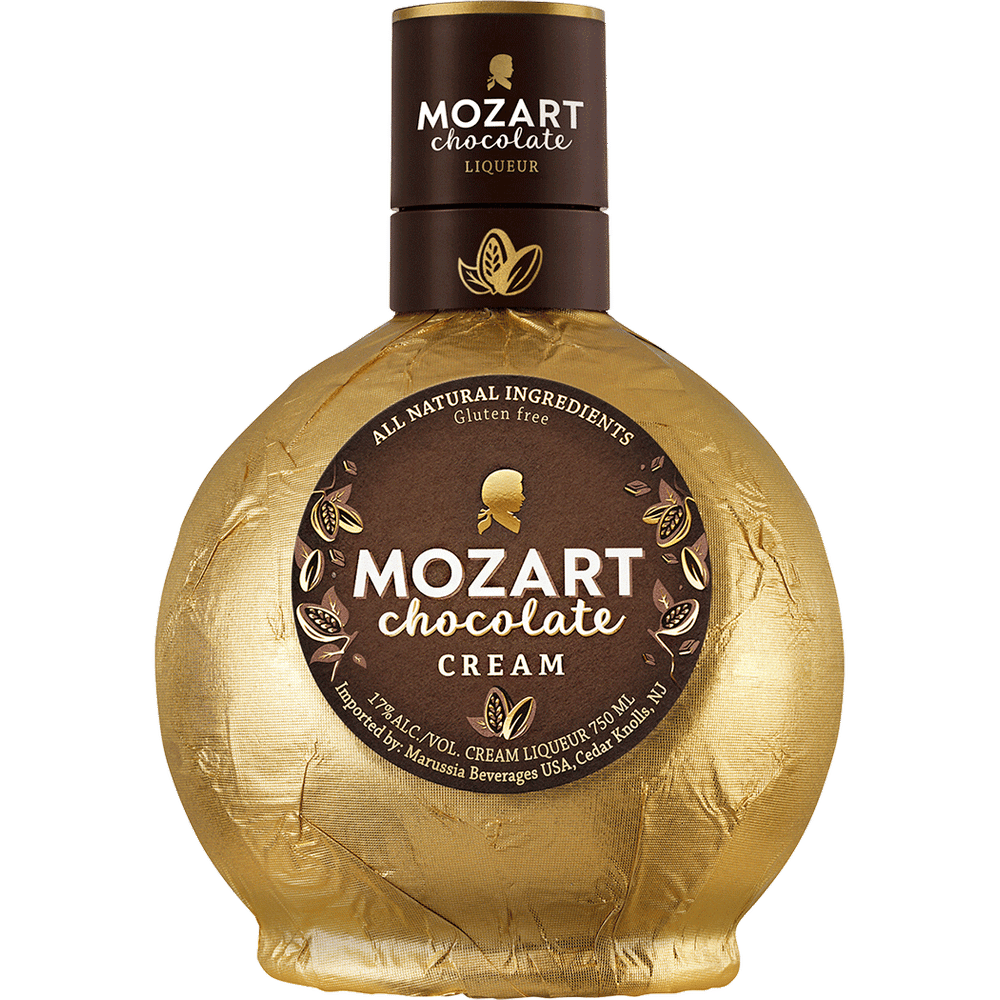 MOZART
chocolate
LIQUEUR
ALL NATURAL INGREDIENTS
Gluten free
MOZART
chocolate
CREAM
17% ALC./VOL. CREAM LIQUEUR 750 ML
Imported by: Marussia Beverages USA, Cedar Knolls, NJ